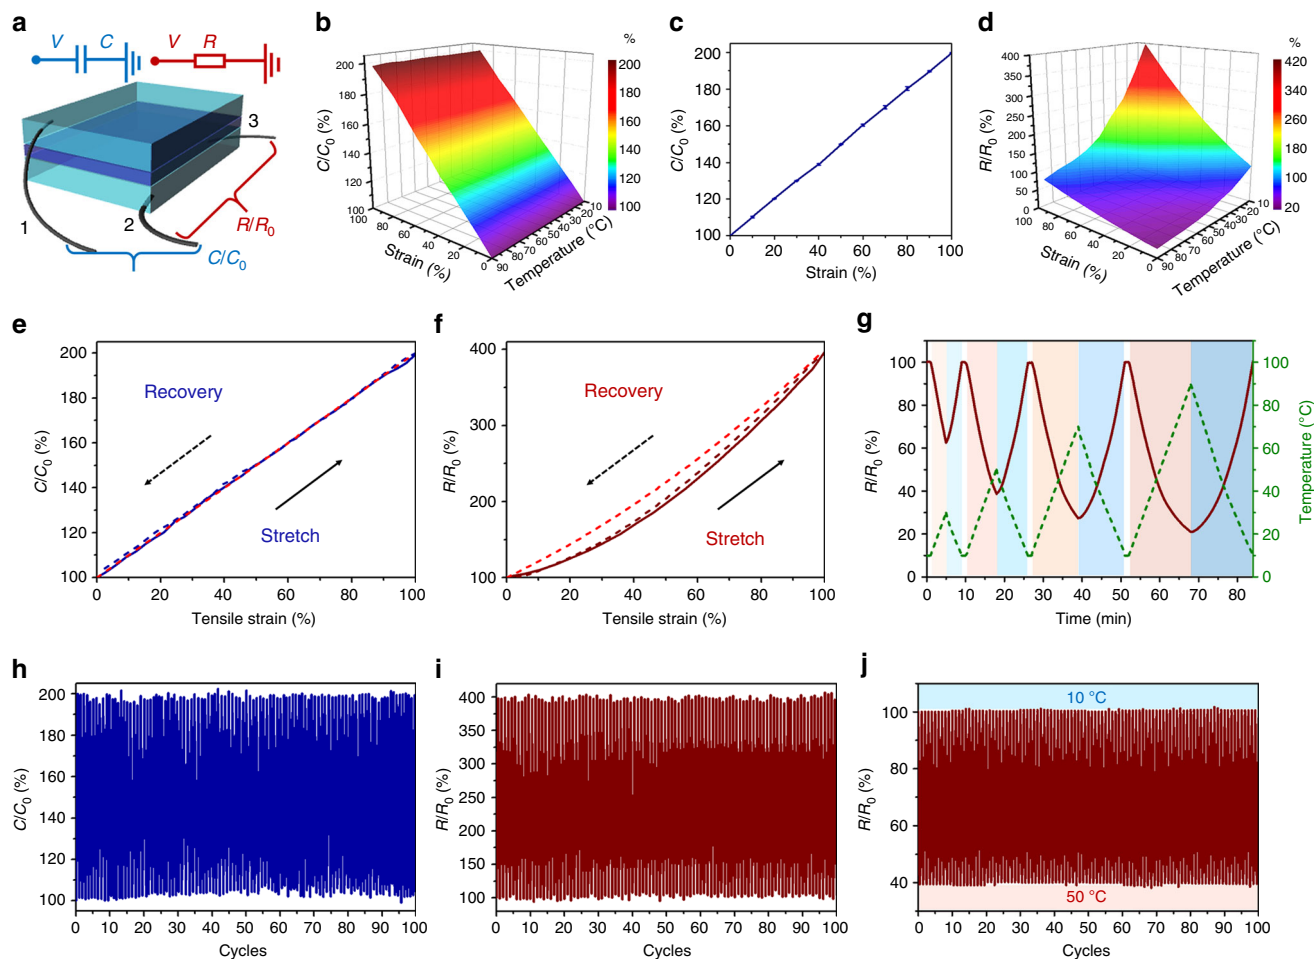 a
V C V R
3
1
2
R/R0
C/C0
b
%
200
180
160
140
120
100
C/C0 (%)
200
180
160
140
120
100
100 80 60 40 20 0
Strain (%)
90 80 70 60 50 40 30 20 10
Temperature (°C)
c
C/C0 (%)
200
180
160
140
120
100
0 20 40 60 80 100
Strain (%)
d
%
420
340
260
180
100
20
R/R0 (%)
400
350
300
250
200
150
100
50
0
100 80 60 40 20 0
Strain (%)
90 80 70 60 50 40 30 20 10
Temperature (°C)
e
C/C0 (%)
200
180
160
140
120
100
Recovery
Stretch
0 20 40 60 80 100
Tensile strain (%)
f
R/R0 (%)
400
300
200
100
Recovery
Stretch
0 20 40 60 80 100
Tensile strain (%)
g
R/R0 (%)
100
80
60
40
20
0
100
80
60
40
20
0
Temperature (°C)
0 10 20 30 40 50 60 70 80
Time (min)
h
C/C0 (%)
200
180
160
140
120
100
0 10 20 30 40 50 60 70 80 90 100
Cycles
i
R/R0 (%)
400
350
300
250
200
150
100
0 10 20 30 40 50 60 70 80 90 100
Cycles
j
R/R0 (%)
100
80
60
40
10 °C
50 °C
0 10 20 30 40 50 60 70 80 90 100
Cycles